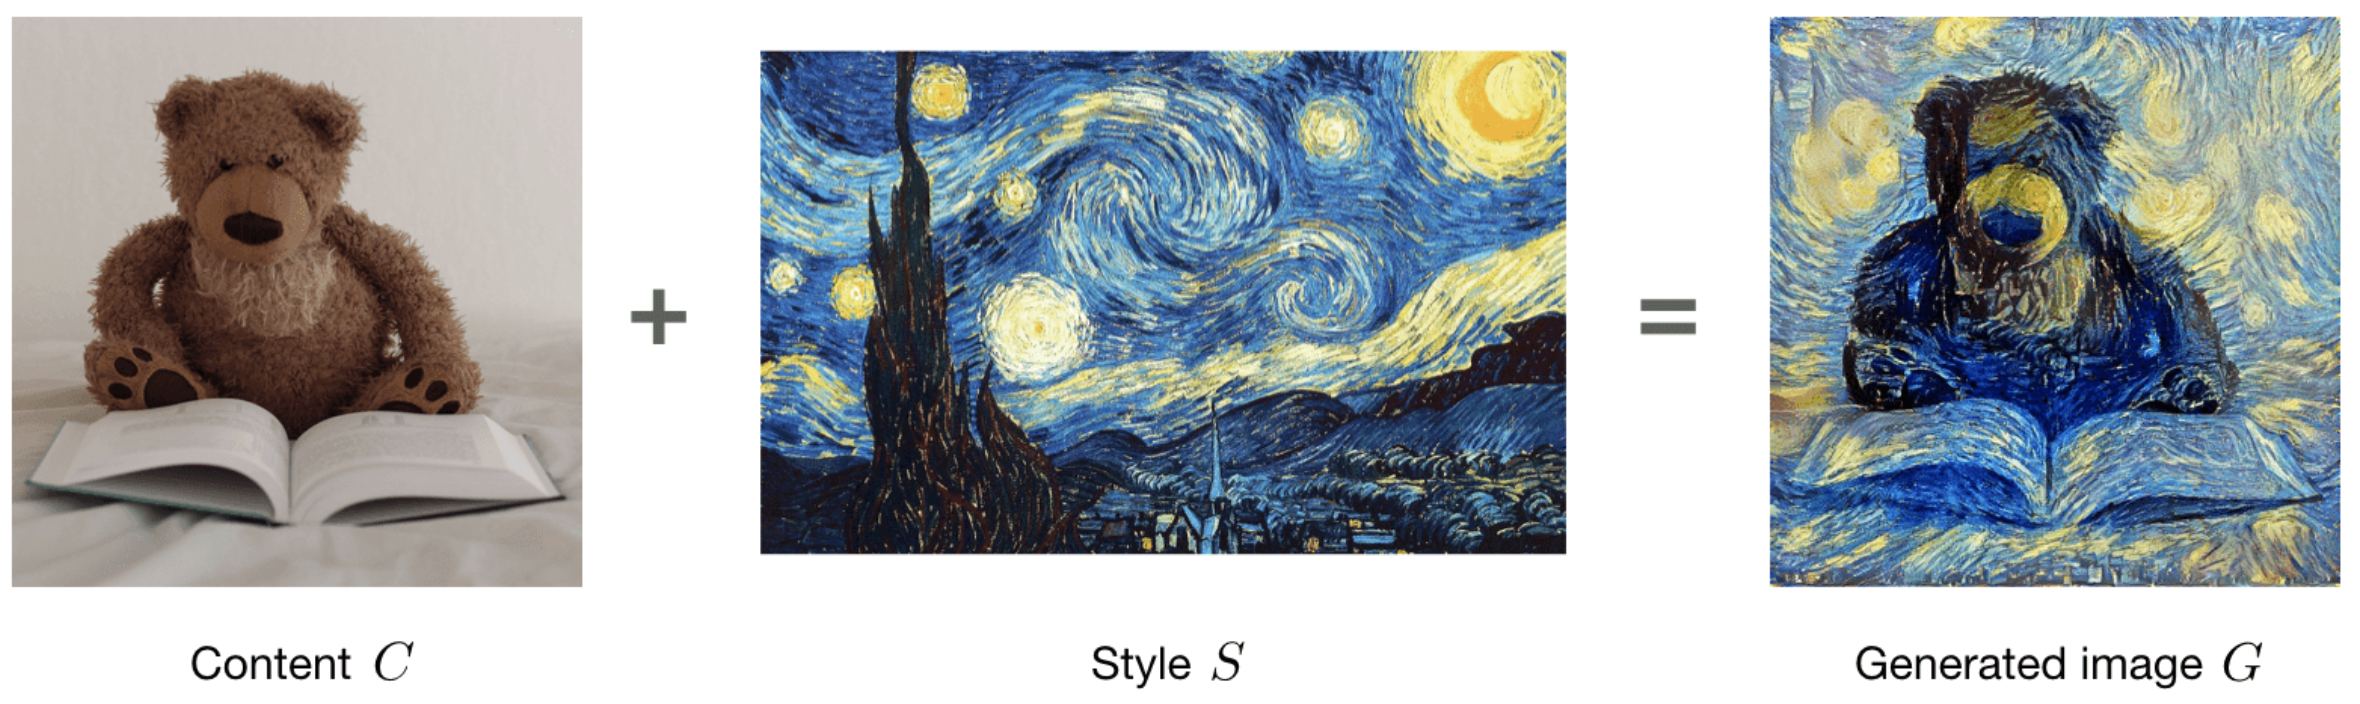 Content C
+
Style S
=
Generated image G